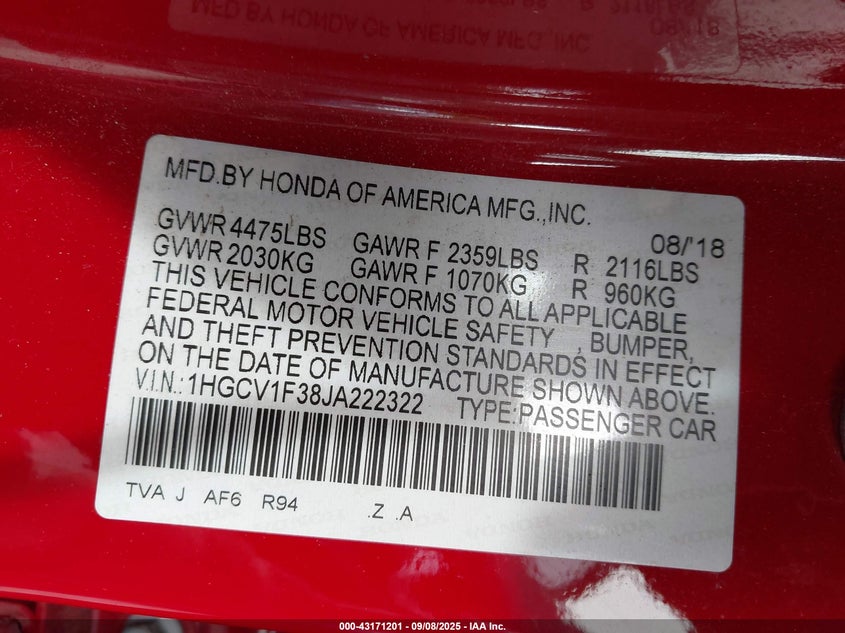 MFD.BY HONDA OF AMERICA MFG.,INC.
08/'18
GVWR 4475LBS GAWR F 2359LBS R 2116LBS
GVWR 2030KG GAWR F 1070KG R 960KG
THIS VEHICLE CONFORMS TO ALL APPLICABLE
FEDERAL MOTOR VEHICLE SAFETY , BUMPER,
AND THEFT PREVENTION STANDARDS IN EFFECT
ON THE DATE OF MANUFACTURE SHOWN ABOVE.
V.I.N.:1HGCV1F38JA222322 TYPE:PASSENGER CAR
TVA J AF6 R94 .Z .A
000-43171201 - 09/08/2025 - IAA Inc.